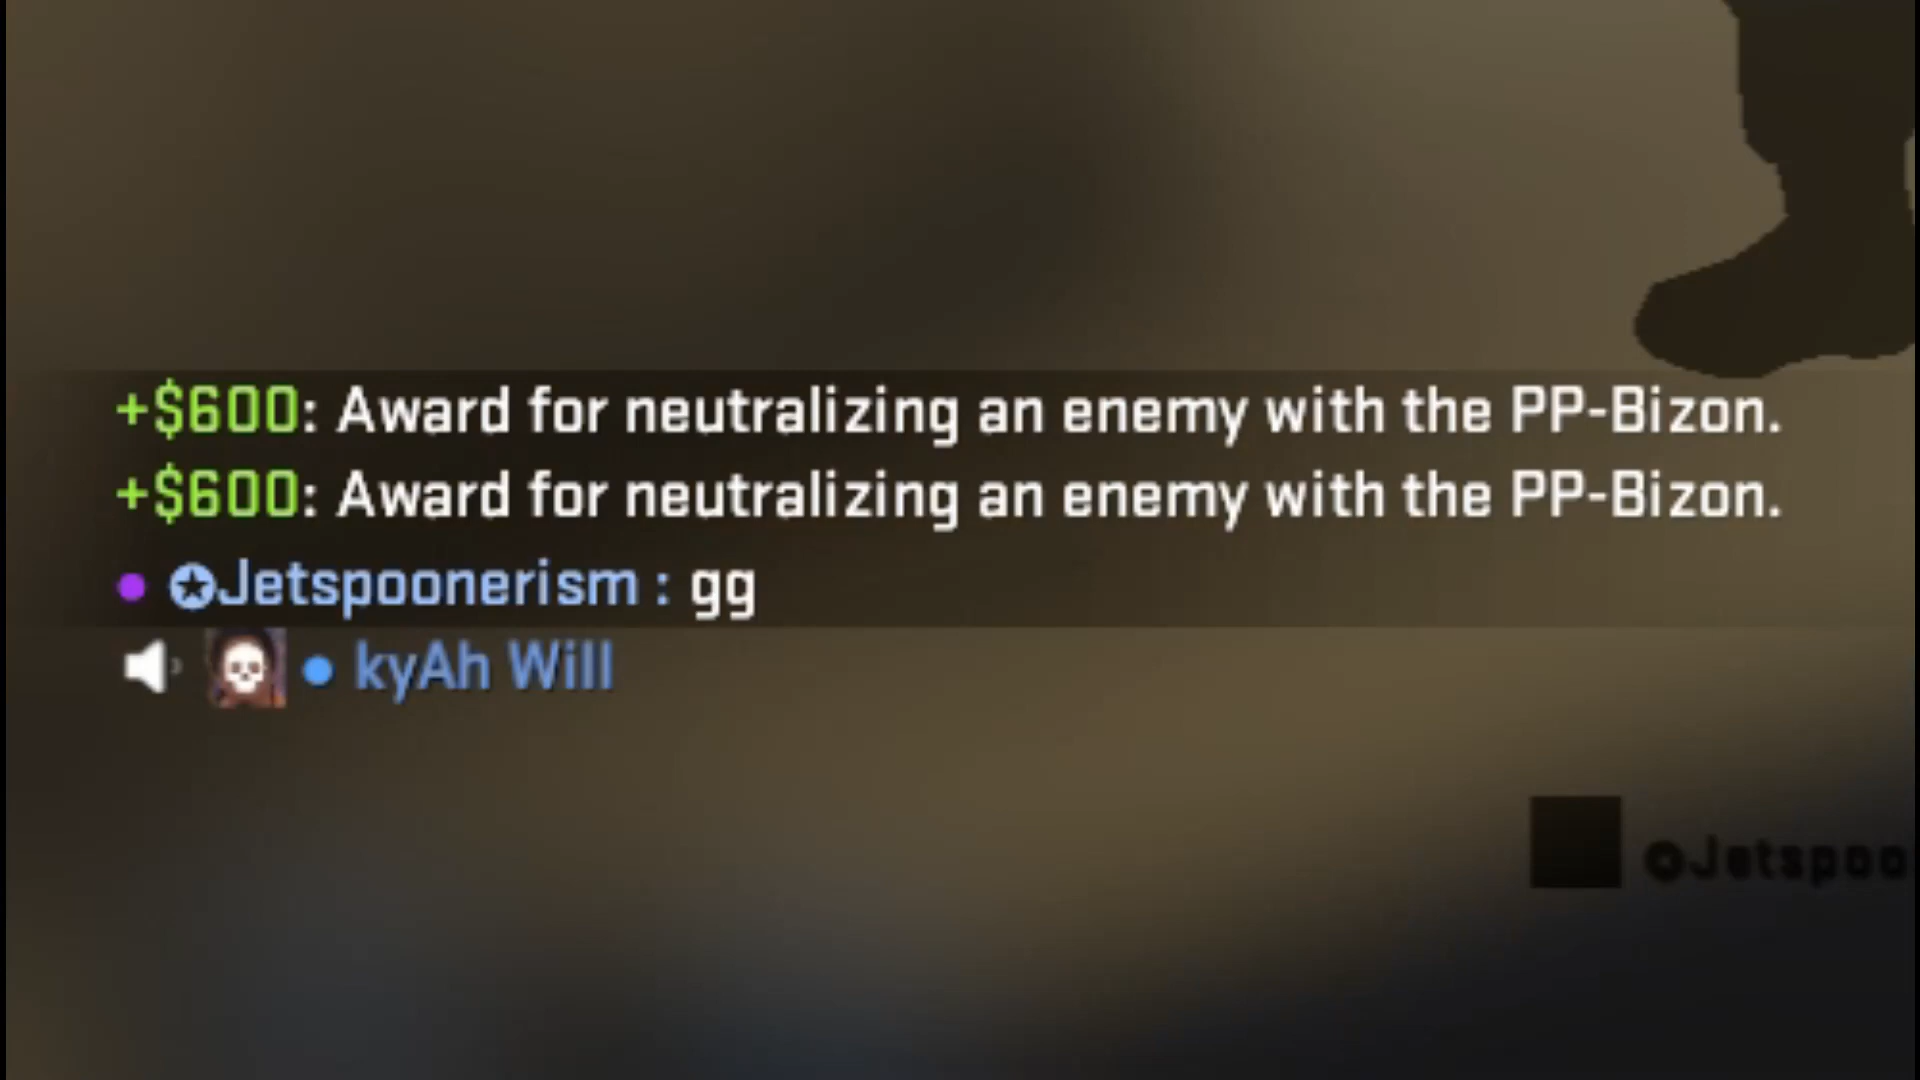 +$600: Award for neutralizing an enemy with the PP-Bizon.
+$600: Award for neutralizing an enemy with the PP-Bizon.
Jetspoonerism : gg
kyAh Will
Jetspoo